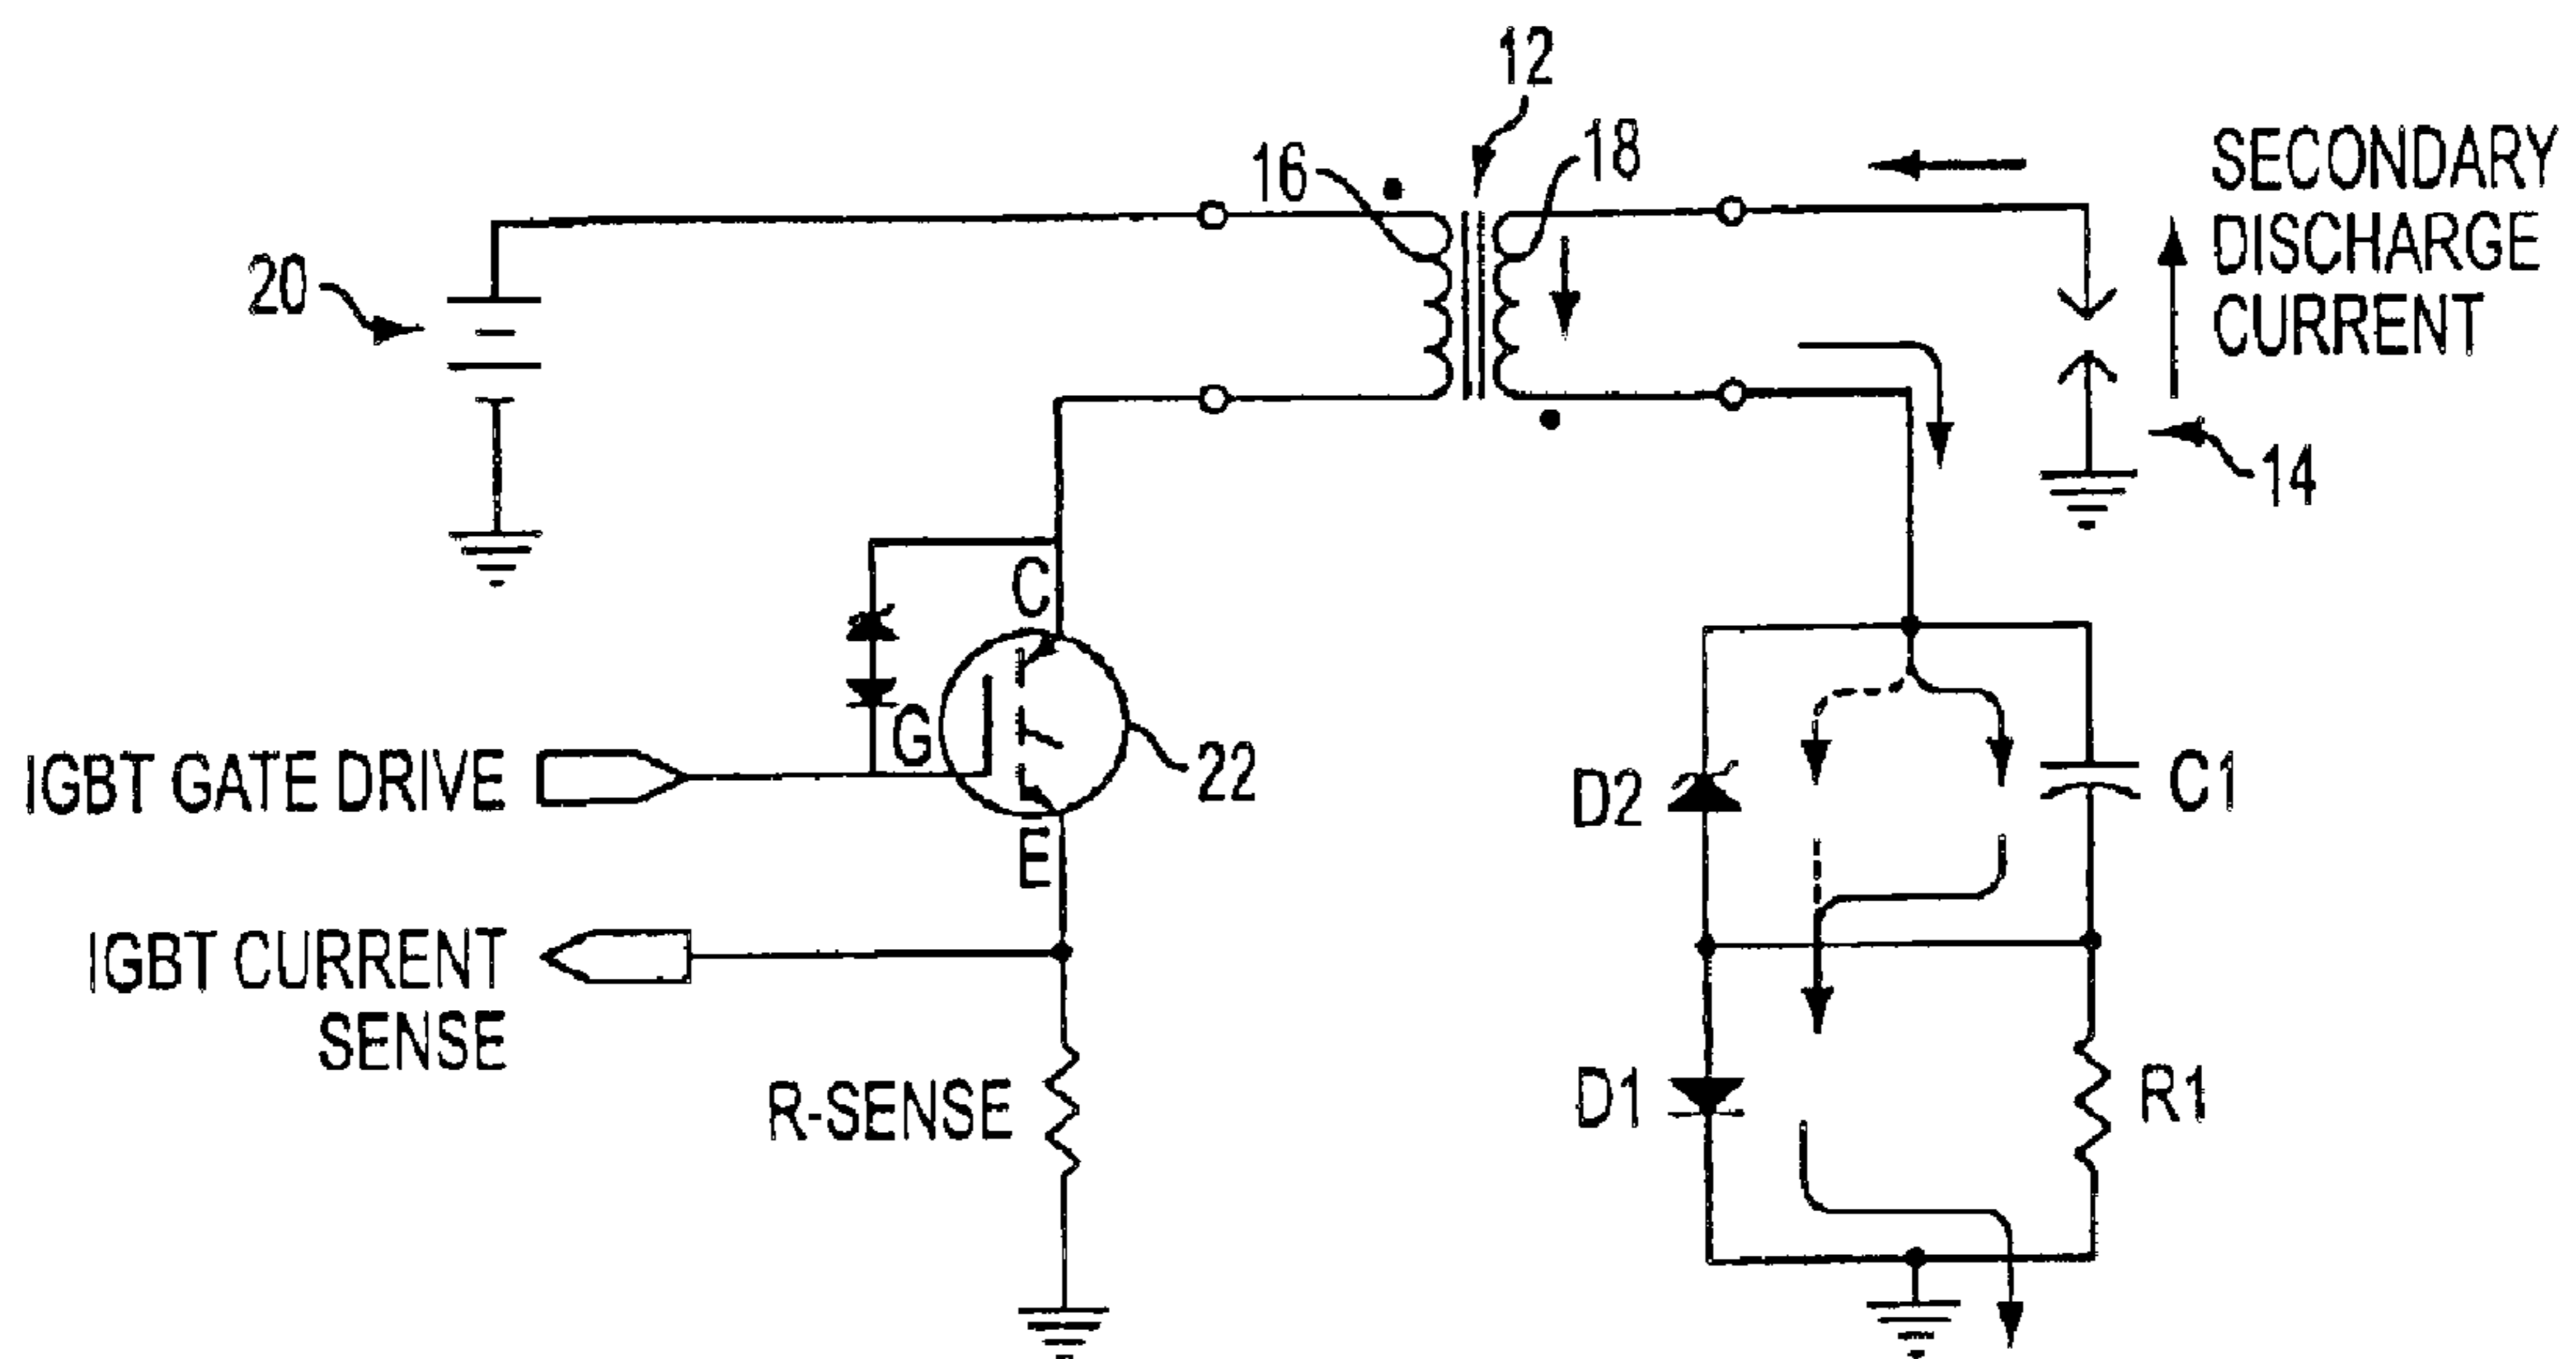 12
16
18
SECONDARY
DISCHARGE
CURRENT
20
14
C
G
22
IGBT GATE DRIVE
E
D2
C1
IGBT CURRENT
SENSE
R-SENSE
D1
R1